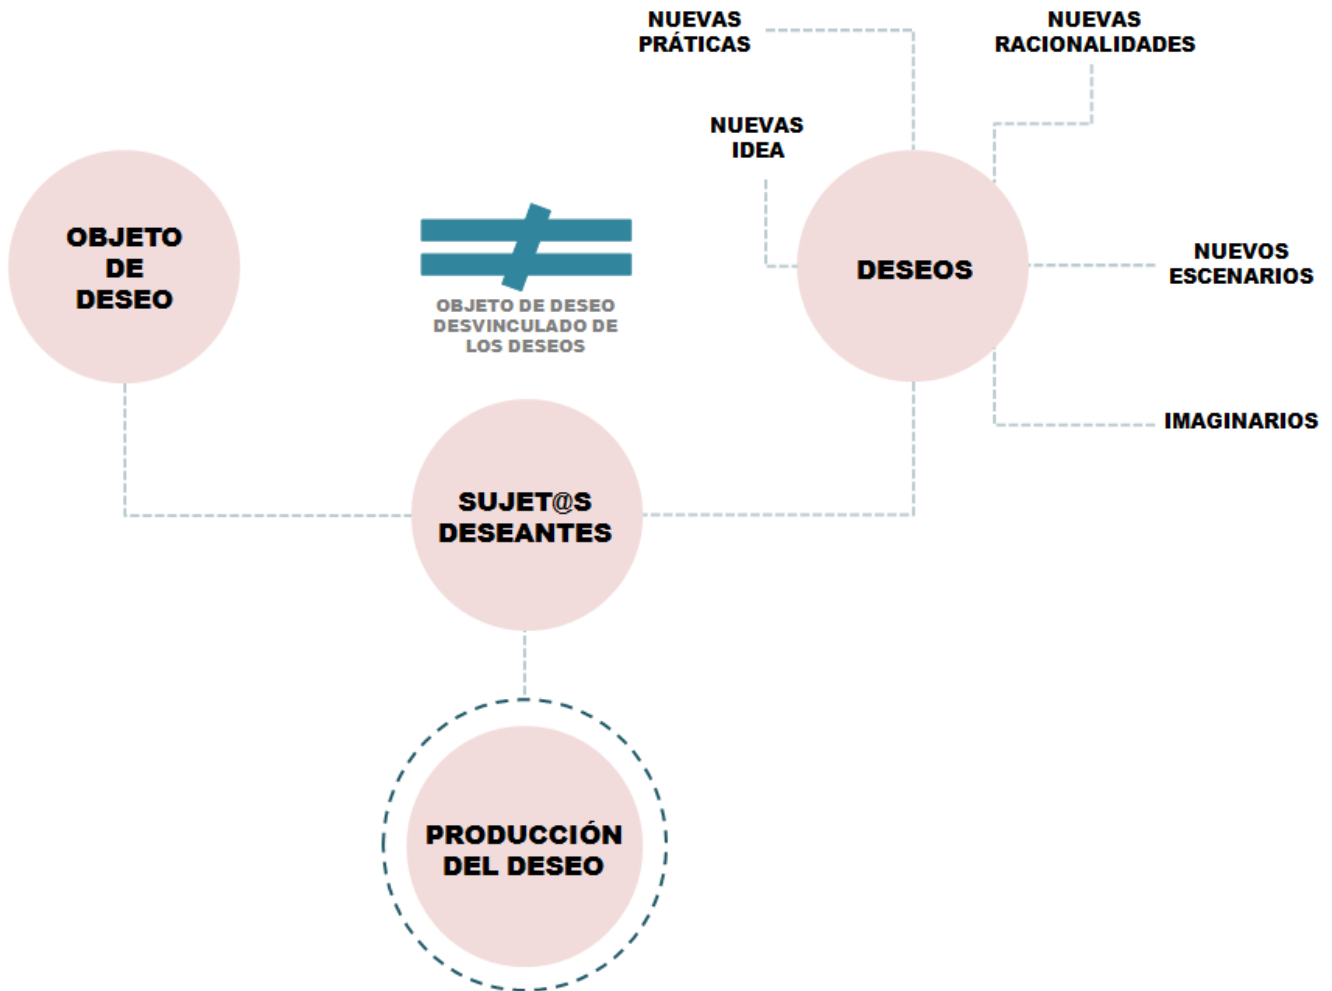 NUEVAS
PRÁTICAS
NUEVAS
RACIONALIDADES
NUEVAS
IDEA
OBJETO
DE
DESEO
OBJETO DE DESEO
DESVINCULADO DE
LOS DESEOS
DESEOS
NUEVOS
ESCENARIOS
IMAGINARIOS
SUJET@S
DESEANTES
PRODUCCIÓN
DEL DESEO